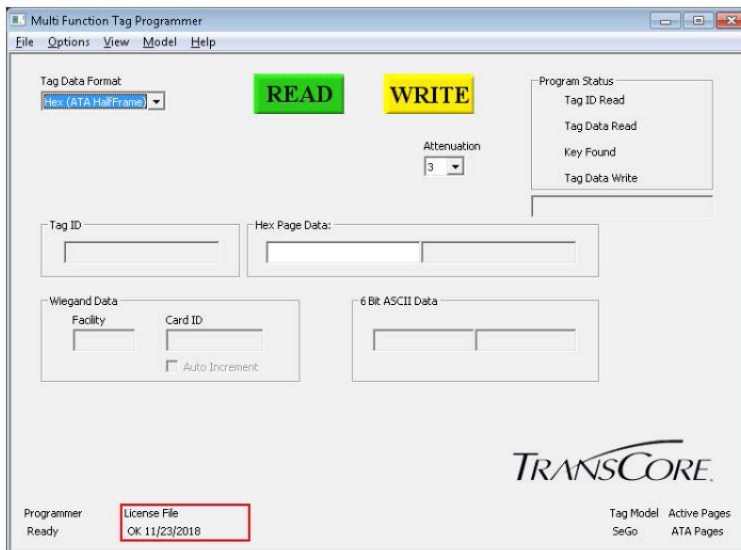 Multi Function Tag Programmer
File Options View Model Help
Tag Data Format
Hex (ATA HalfFrame)
READ
WRITE
Attenuation
3
Program Status
Tag ID Read
Tag Data Read
Key Found
Tag Data Write
Tag ID
Hex Page Data:
Wiegand Data
Facility Card ID
Auto Increment
6 Bit ASCII Data
TRANSCORE.
Programmer License File Tag Model Active Pages
Ready OK 11/23/2018 SeGo ATA Pages